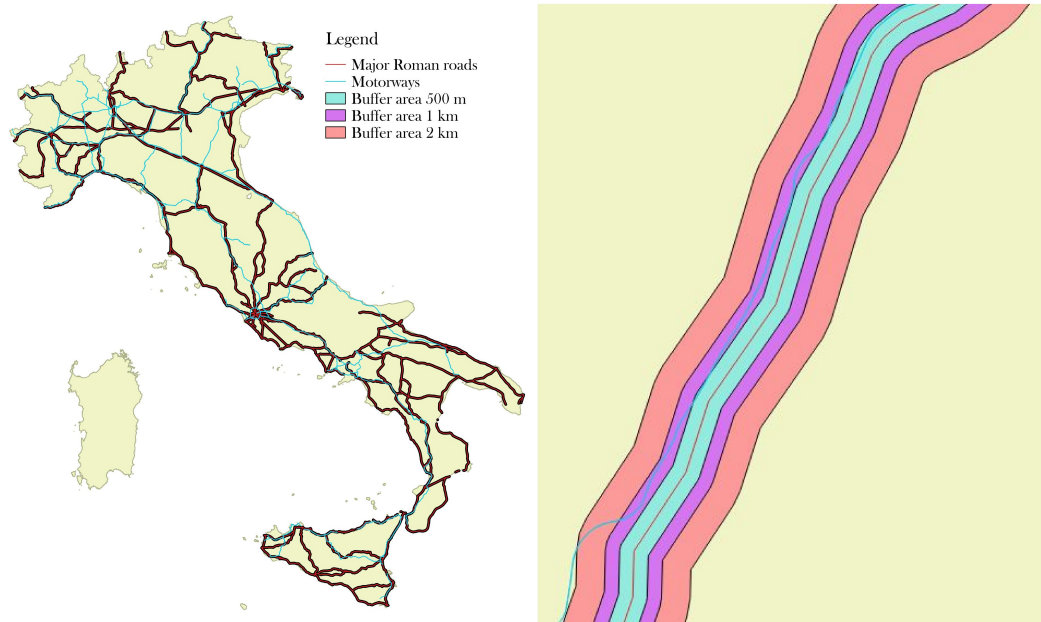 Legend
Major Roman roads
Motorways
Buffer area 500 m
Buffer area 1 km
Buffer area 2 km